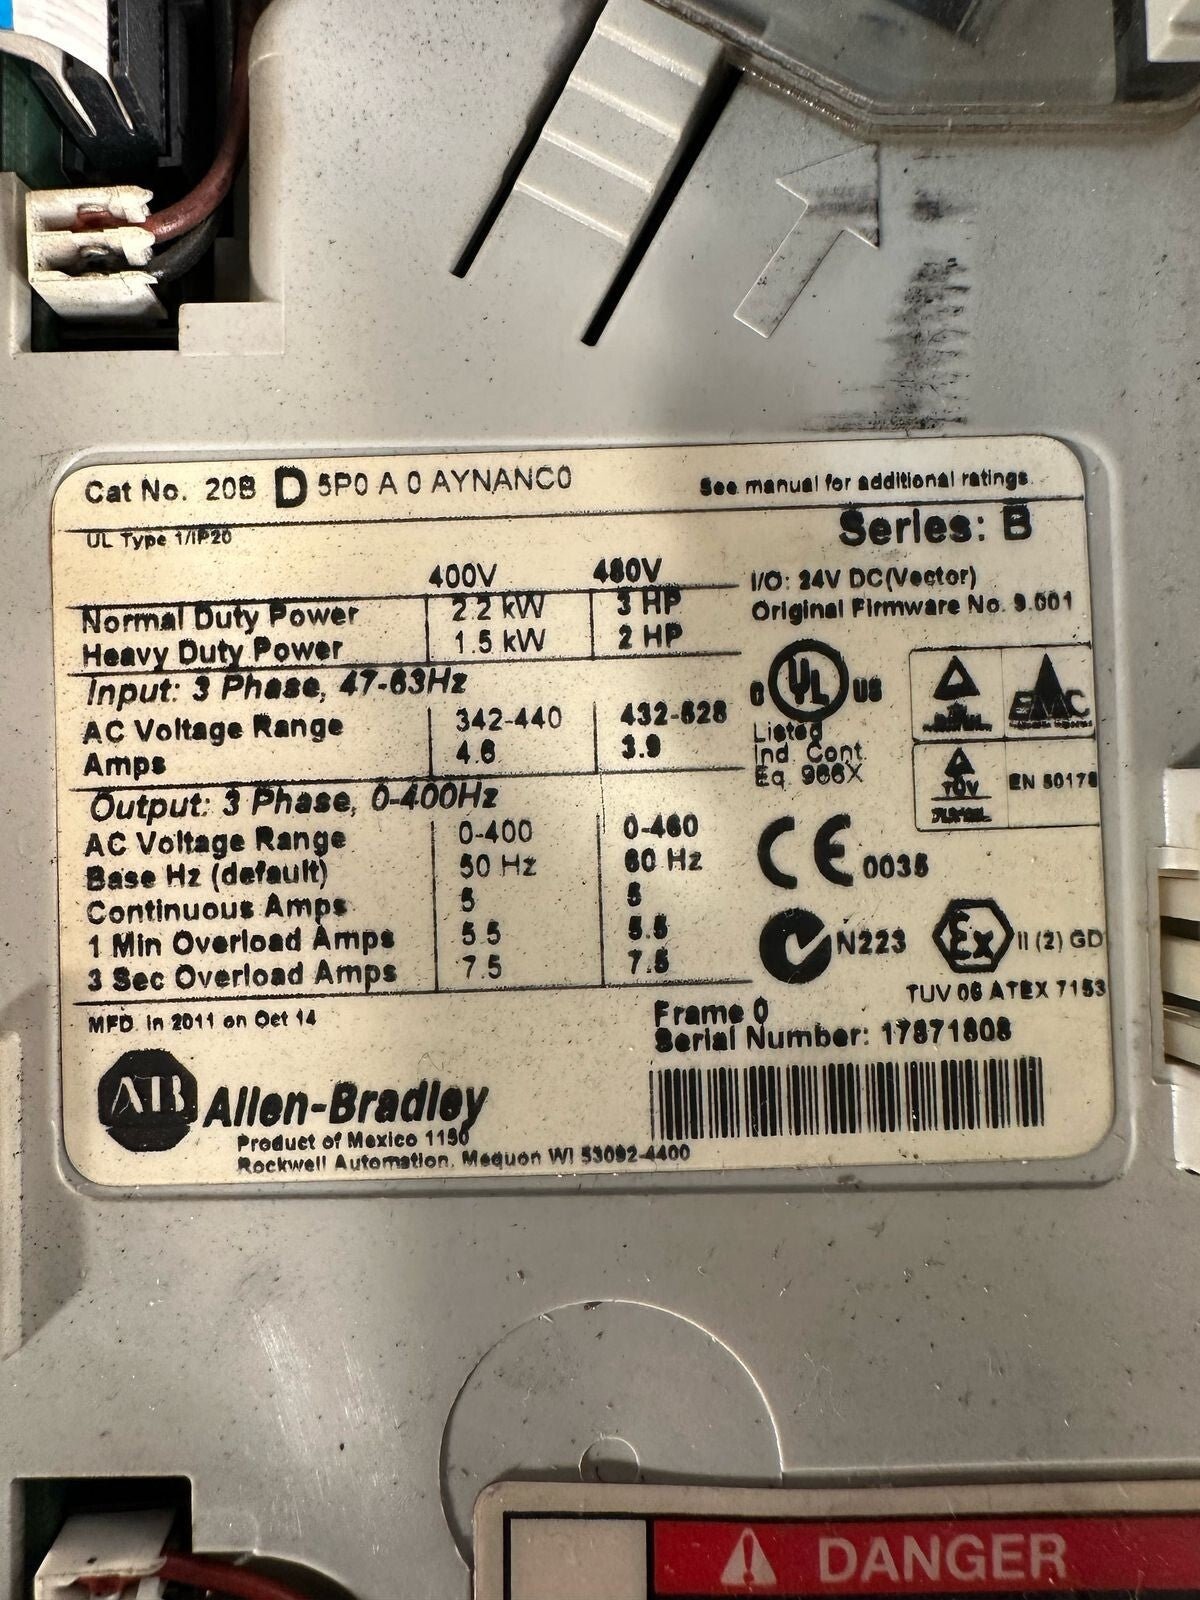 Cat No. 20B D 5P0 A 0 AYNANC0
See manual for additional ratings.
UL Type 1/IP20
Series: B
400V 480V
I/O: 24V DC(Vector)
Normal Duty Power 2.2 kW 3 HP
Original Firmware No. 9.001
Heavy Duty Power 1.5 kW 2 HP
Input: 3 Phase, 47-63Hz
C UL US
AC Voltage Range 342-440 432-528
Listed
Amps 4.6 3.9
Ind. Cont.
Eq. 966X
EMC
TUV
EN 50178
Output: 3 Phase, 0-400Hz
AC Voltage Range 0-400 0-460
Base Hz (default) 50 Hz 60 Hz
CE 0035
Continuous Amps 5 5
1 Min Overload Amps 5.5 5.5
N223
Ex II (2) GD
3 Sec Overload Amps 7.5 7.5
TUV 06 ATEX 7153
MFD. in 2011 on Oct 14
Frame 0
Serial Number: 17871808
AB Allen-Bradley
Product of Mexico 1150
Rockwell Automation, Mequon WI 53092-4400
DANGER